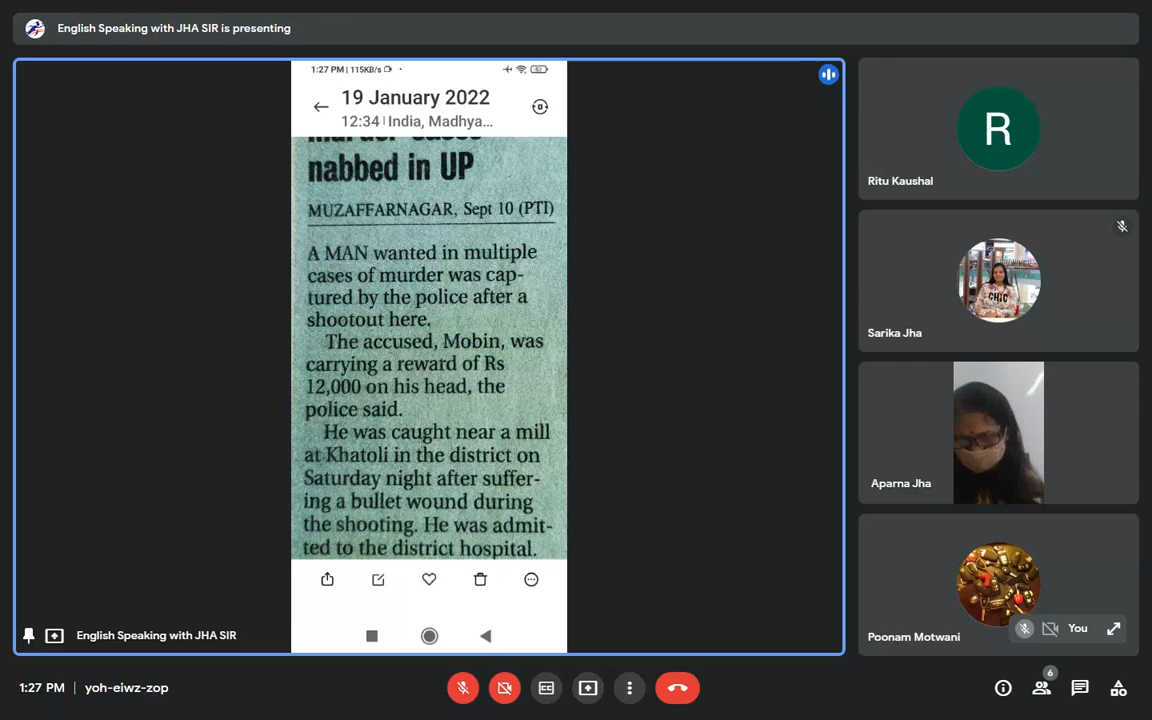 English Speaking with JHA SIR is presenting
1:27 PM | 115KB/s
62
19 January 2022
12:34 | India, Madhya...
murder cases
nabbed in UP
MUZAFFARNAGAR, Sept 10 (PTI)
A MAN wanted in multiple
cases of murder was cap-
tured by the police after a
shootout here.
The accused, Mobin, was
carrying a reward of Rs
12,000 on his head, the
police said.
He was caught near a mill
at Khatoli in the district on
Saturday night after suffer-
ing a bullet wound during
the shooting. He was admit-
ted to the district hospital.
English Speaking with JHA SIR
R
Ritu Kaushal
CHIC
Sarika Jha
Aparna Jha
Poonam Motwani
You
1:27 PM | yoh-eiwz-zop
CC
6